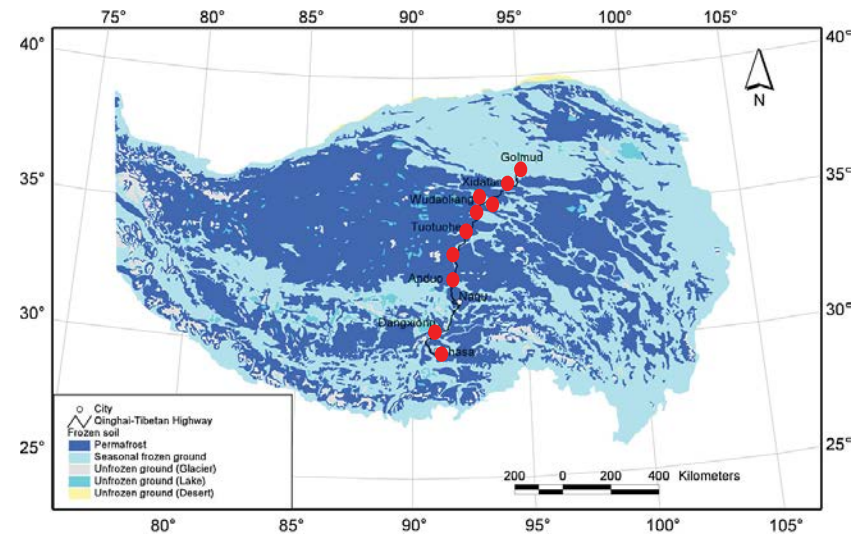 75° 80° 85° 90° 95° 100° 105°
40° 40°
35° 35°
30° 30°
25° 25°
N
Golmud
Wudaoliang
Tuotuohe
Anduo
Naqu
Dangxiong
City
Qinghai-Tibetan Highway
Frozen soil
Permafrost
Seasonal frozen ground
Unfrozen ground (Glacier)
Unfrozen ground (Lake)
Unfrozen ground (Desert)
200 0 200 400 Kilometers
80° 85° 90° 95° 100° 105°